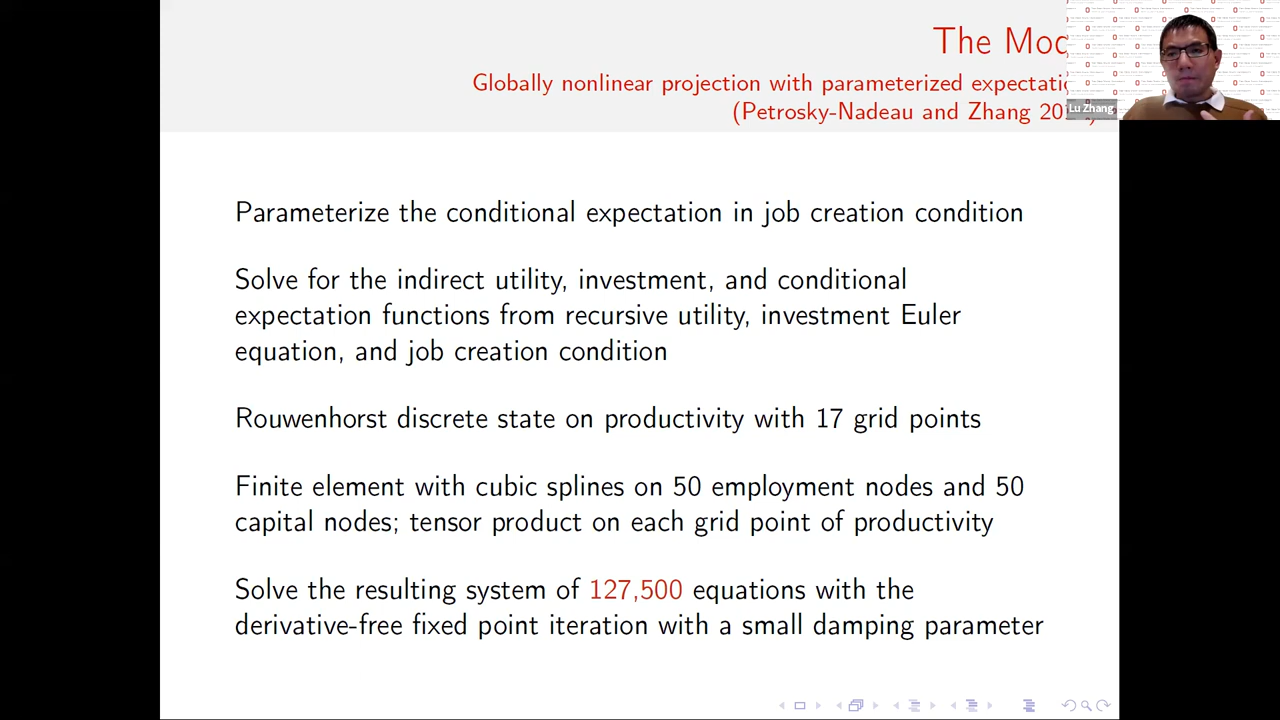 The Mod
Globally nonlinear projection with parameterized expectati
(Petrosky-Nadeau and Zhang 20
Lu Zhang
Parameterize the conditional expectation in job creation condition
Solve for the indirect utility, investment, and conditional
expectation functions from recursive utility, investment Euler
equation, and job creation condition
Rouwenhorst discrete state on productivity with 17 grid points
Finite element with cubic splines on 50 employment nodes and 50
capital nodes; tensor product on each grid point of productivity
Solve the resulting system of 127,500 equations with the
derivative-free fixed point iteration with a small damping parameter